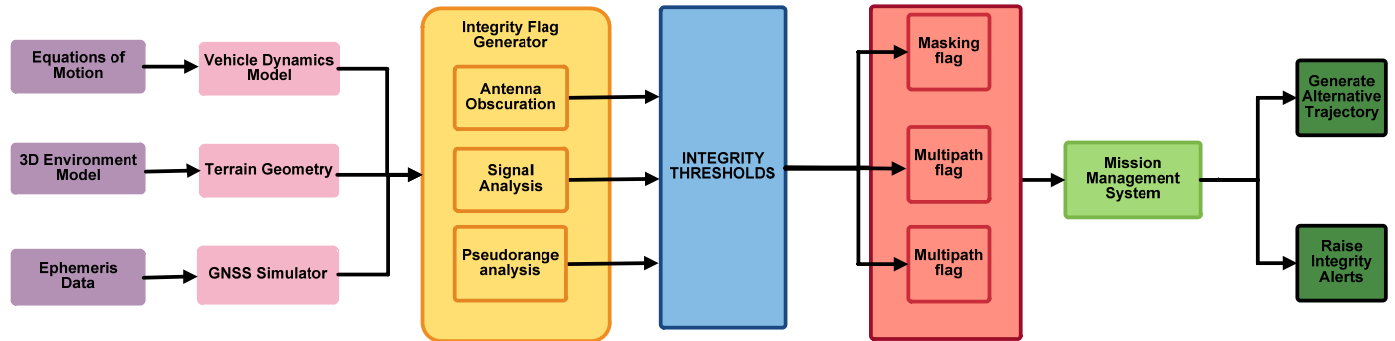 Equations of
Motion
Vehicle Dynamics
Model
3D Environment
Model
Terrain Geometry
Ephemeris
Data
GNSS Simulator
Integrity Flag
Generator
Antenna
Obscuration
Signal
Analysis
Pseudorange
analysis
INTEGRITY
THRESHOLDS
Masking
flag
Multipath
flag
Multipath
flag
Mission
Management
System
Generate
Alternative
Trajectory
Raise
Integrity
Alerts